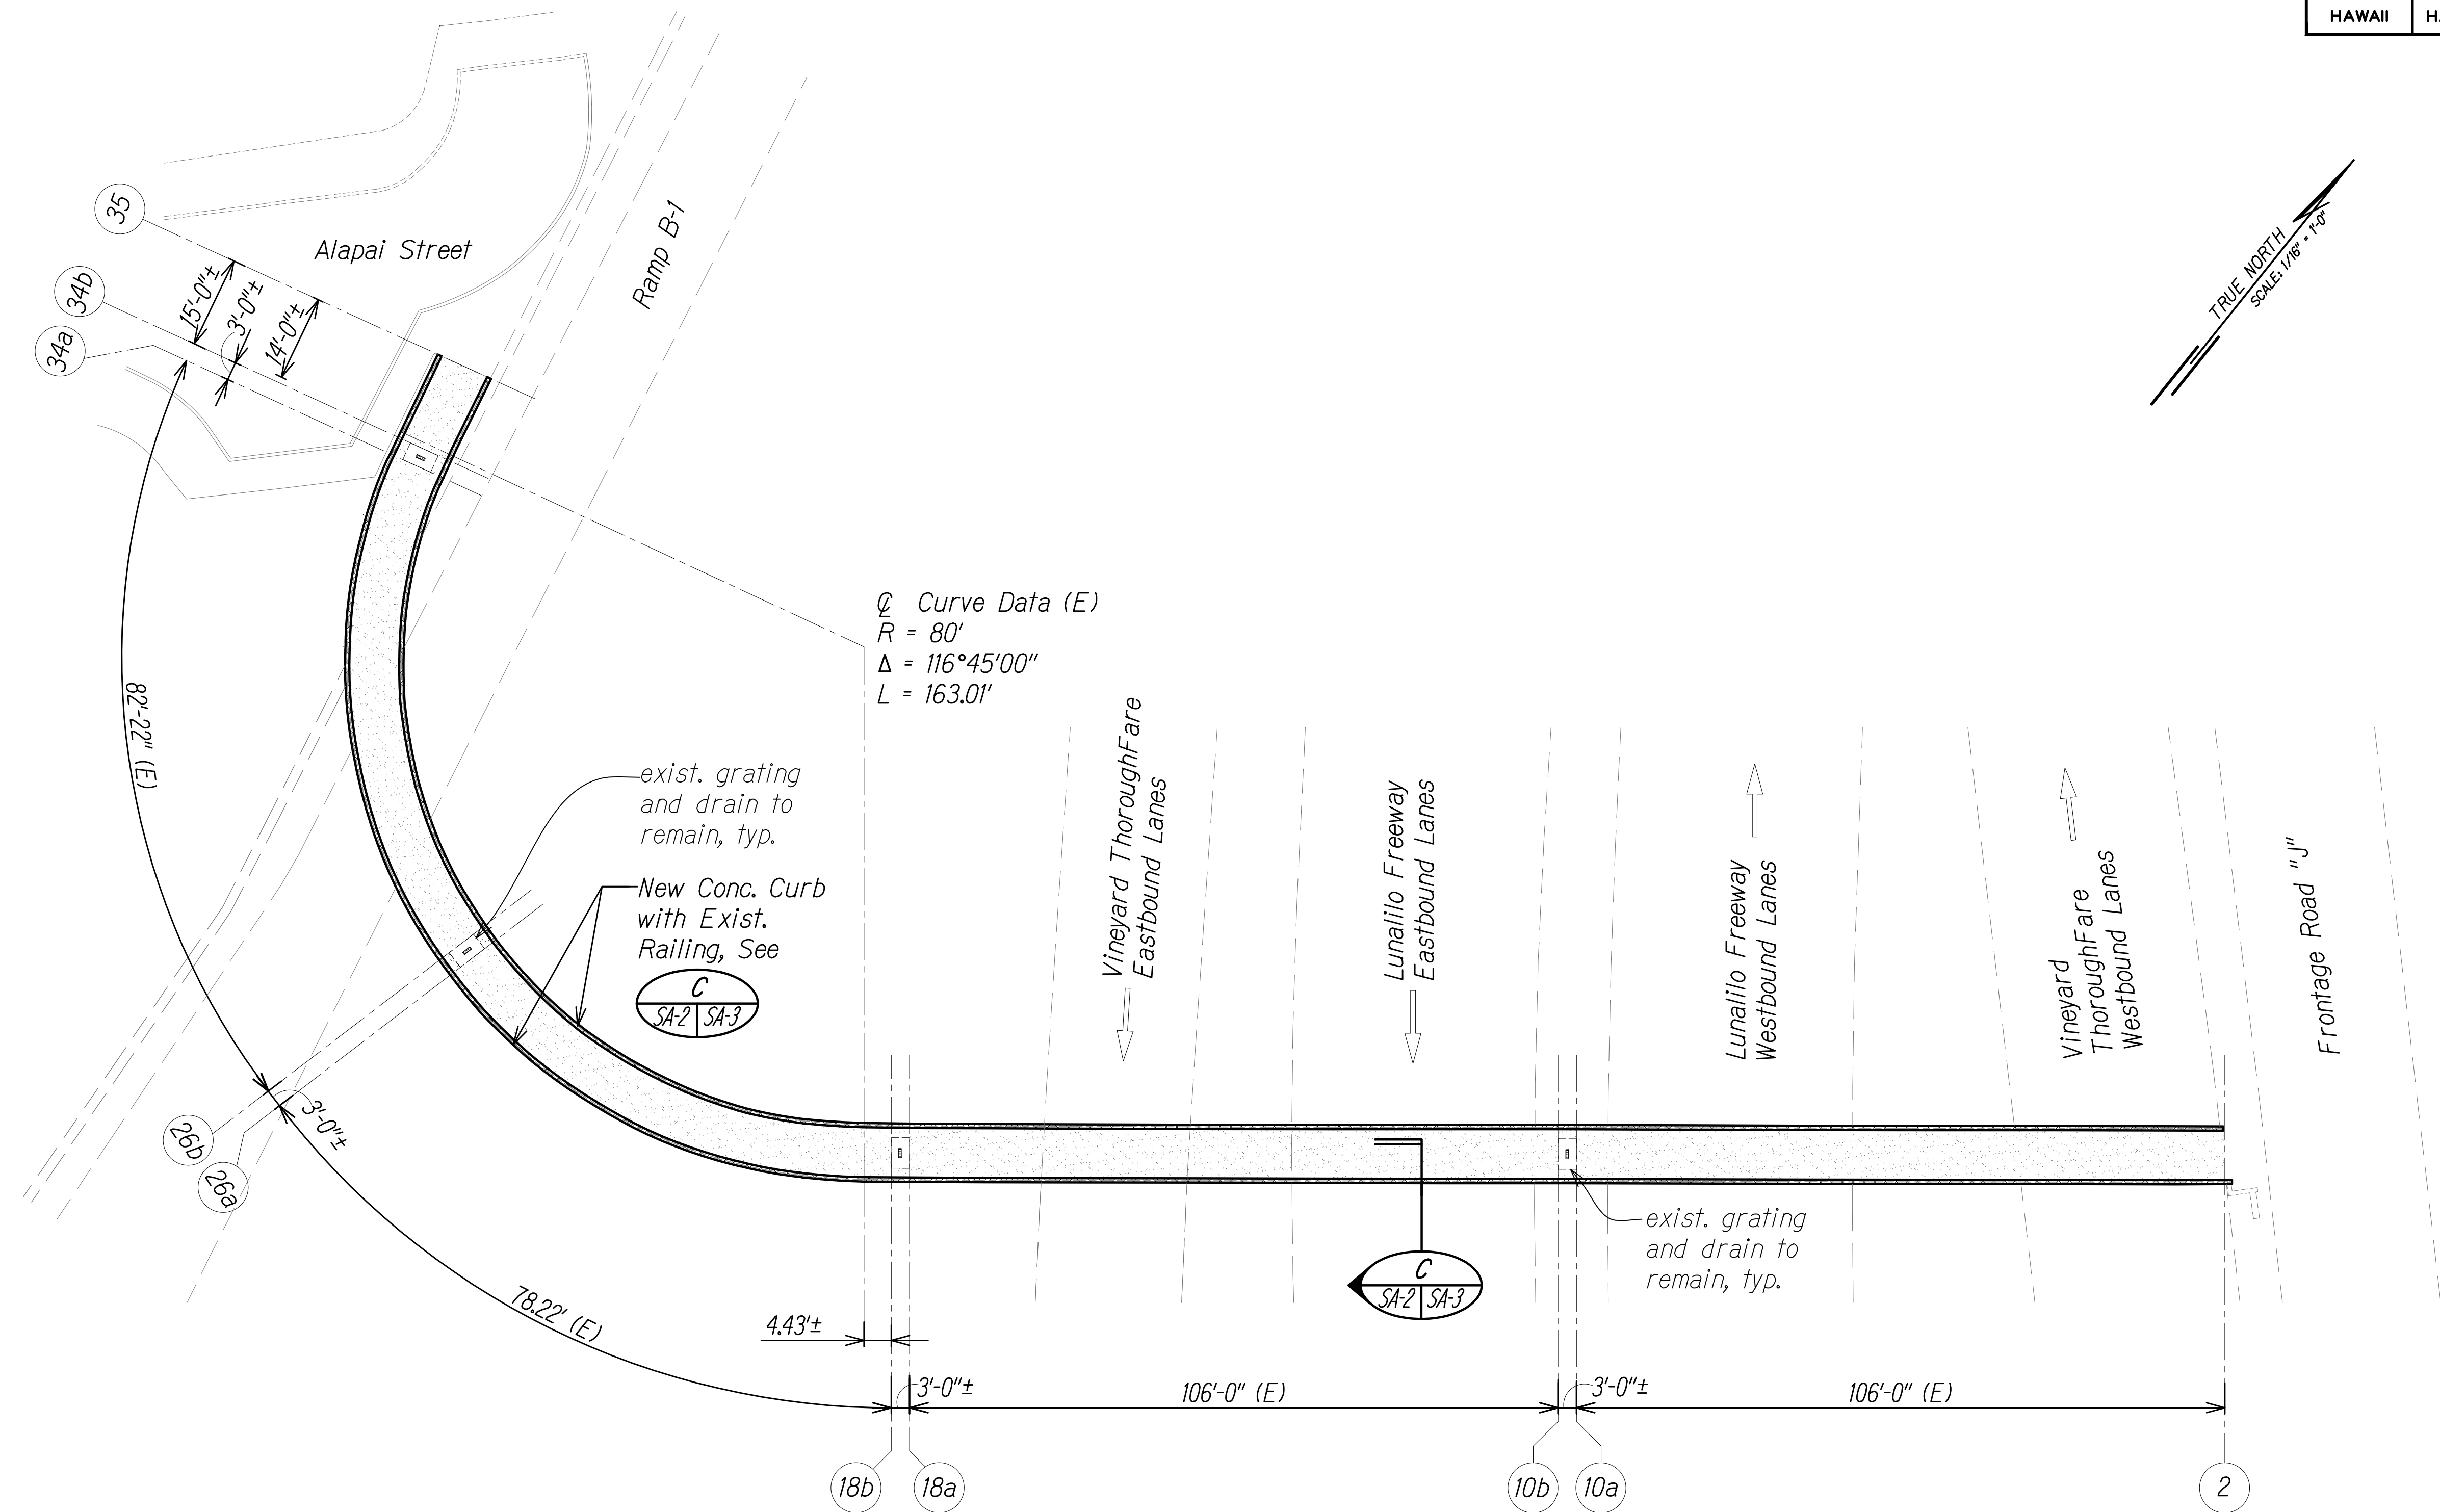 HAWAII
35
34b
34a
15'-0"±
3'-0"±
14'-0"±
Alapai Street
Ramp B-1
TRUE NORTH
SCALE: 1/16" = 1'-0"
℄ Curve Data (E)
R = 80'
Δ = 116°45'00"
L = 163.01'
82'-22" (E)
exist. grating
and drain to
remain, typ.
New Conc. Curb
with Exist.
Railing, See
C
SA-2 SA-3
Vineyard ThoroughFare
Eastbound Lanes
Lunalilo Freeway
Eastbound Lanes
Lunalilo Freeway
Westbound Lanes
Vineyard
ThoroughFare
Westbound Lanes
Frontage Road "J"
26b
26a
3'-0"±
78.22' (E)
4.43'±
C
SA-2 SA-3
exist. grating
and drain to
remain, typ.
3'-0"±
106'-0" (E)
3'-0"±
106'-0" (E)
18b
18a
10b
10a
2